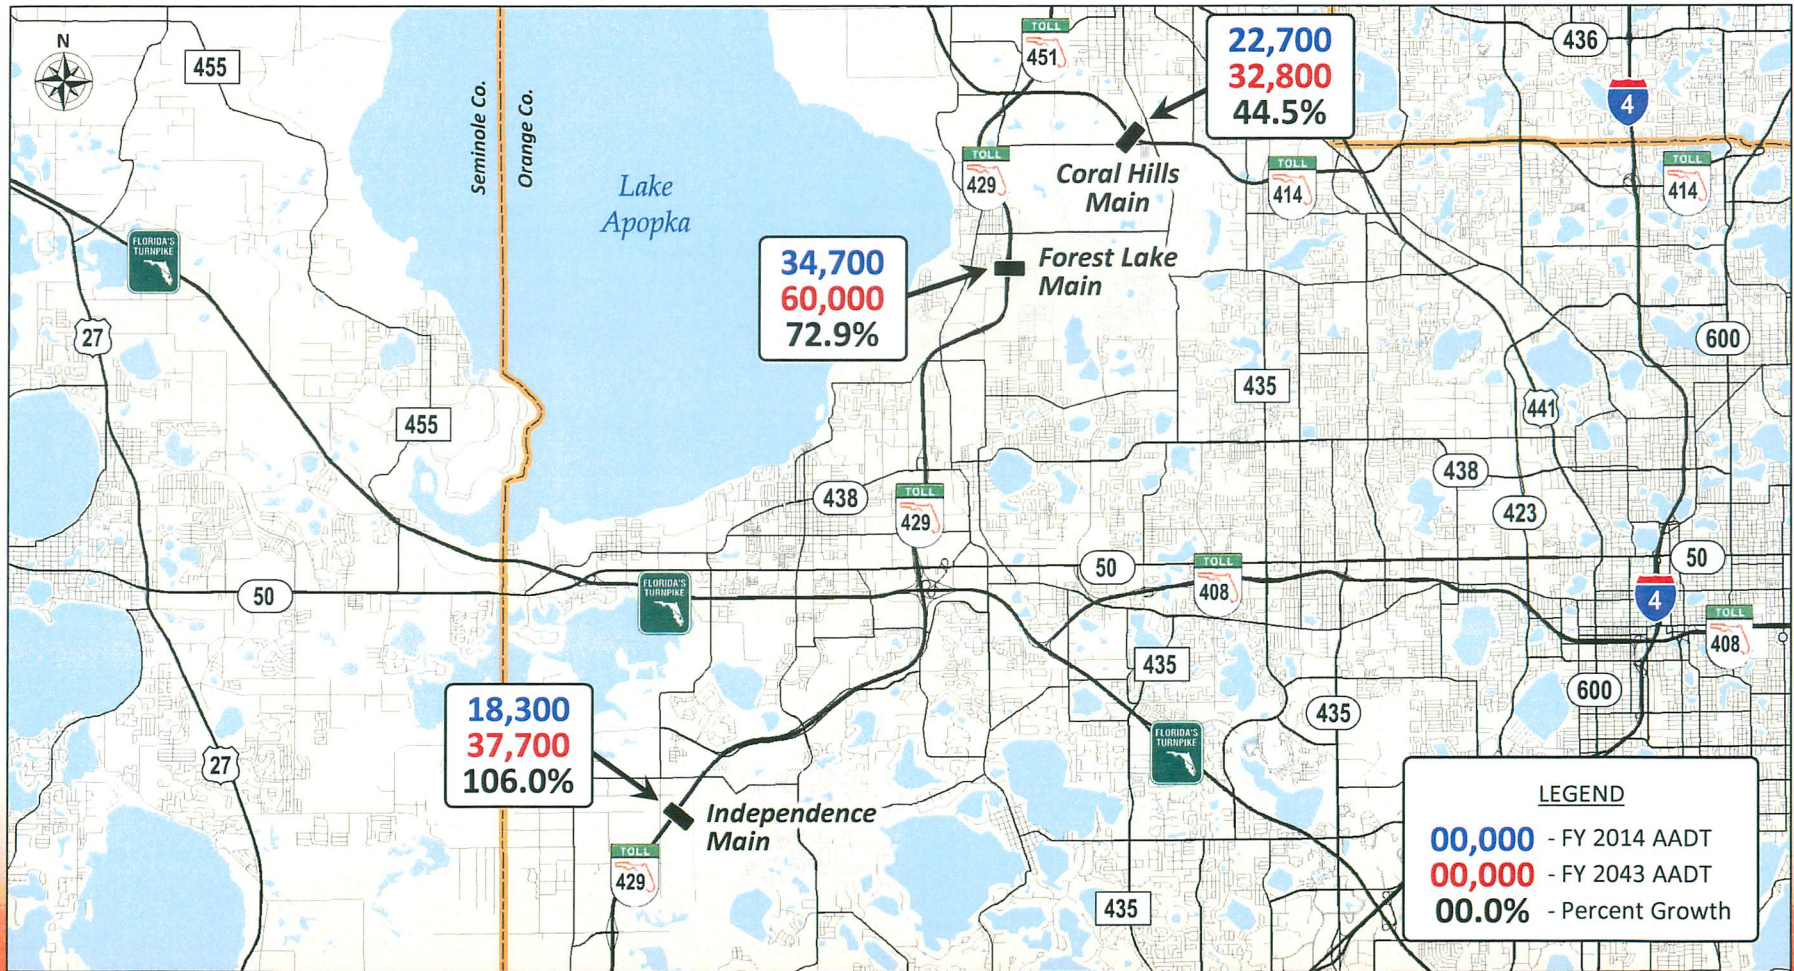 N
455
Seminole Co.
Orange Co.
Lake
Apopka
TOLL
451
22,700
32,800
44.5%
436
4
TOLL
429
Coral Hills
Main
TOLL
414
TOLL
414
FLORIDA'S
TURNPIKE
34,700
60,000
72.9%
Forest Lake
Main
27
600
435
441
455
438
TOLL
429
438
423
50
50
TOLL
408
50
FLORIDA'S
TURNPIKE
4
TOLL
408
435
600
435
18,300
37,700
106.0%
FLORIDA'S
TURNPIKE
27
Independence
Main
TOLL
429
435
LEGEND
00,000 - FY 2014 AADT
00,000 - FY 2043 AADT
00.0% - Percent Growth